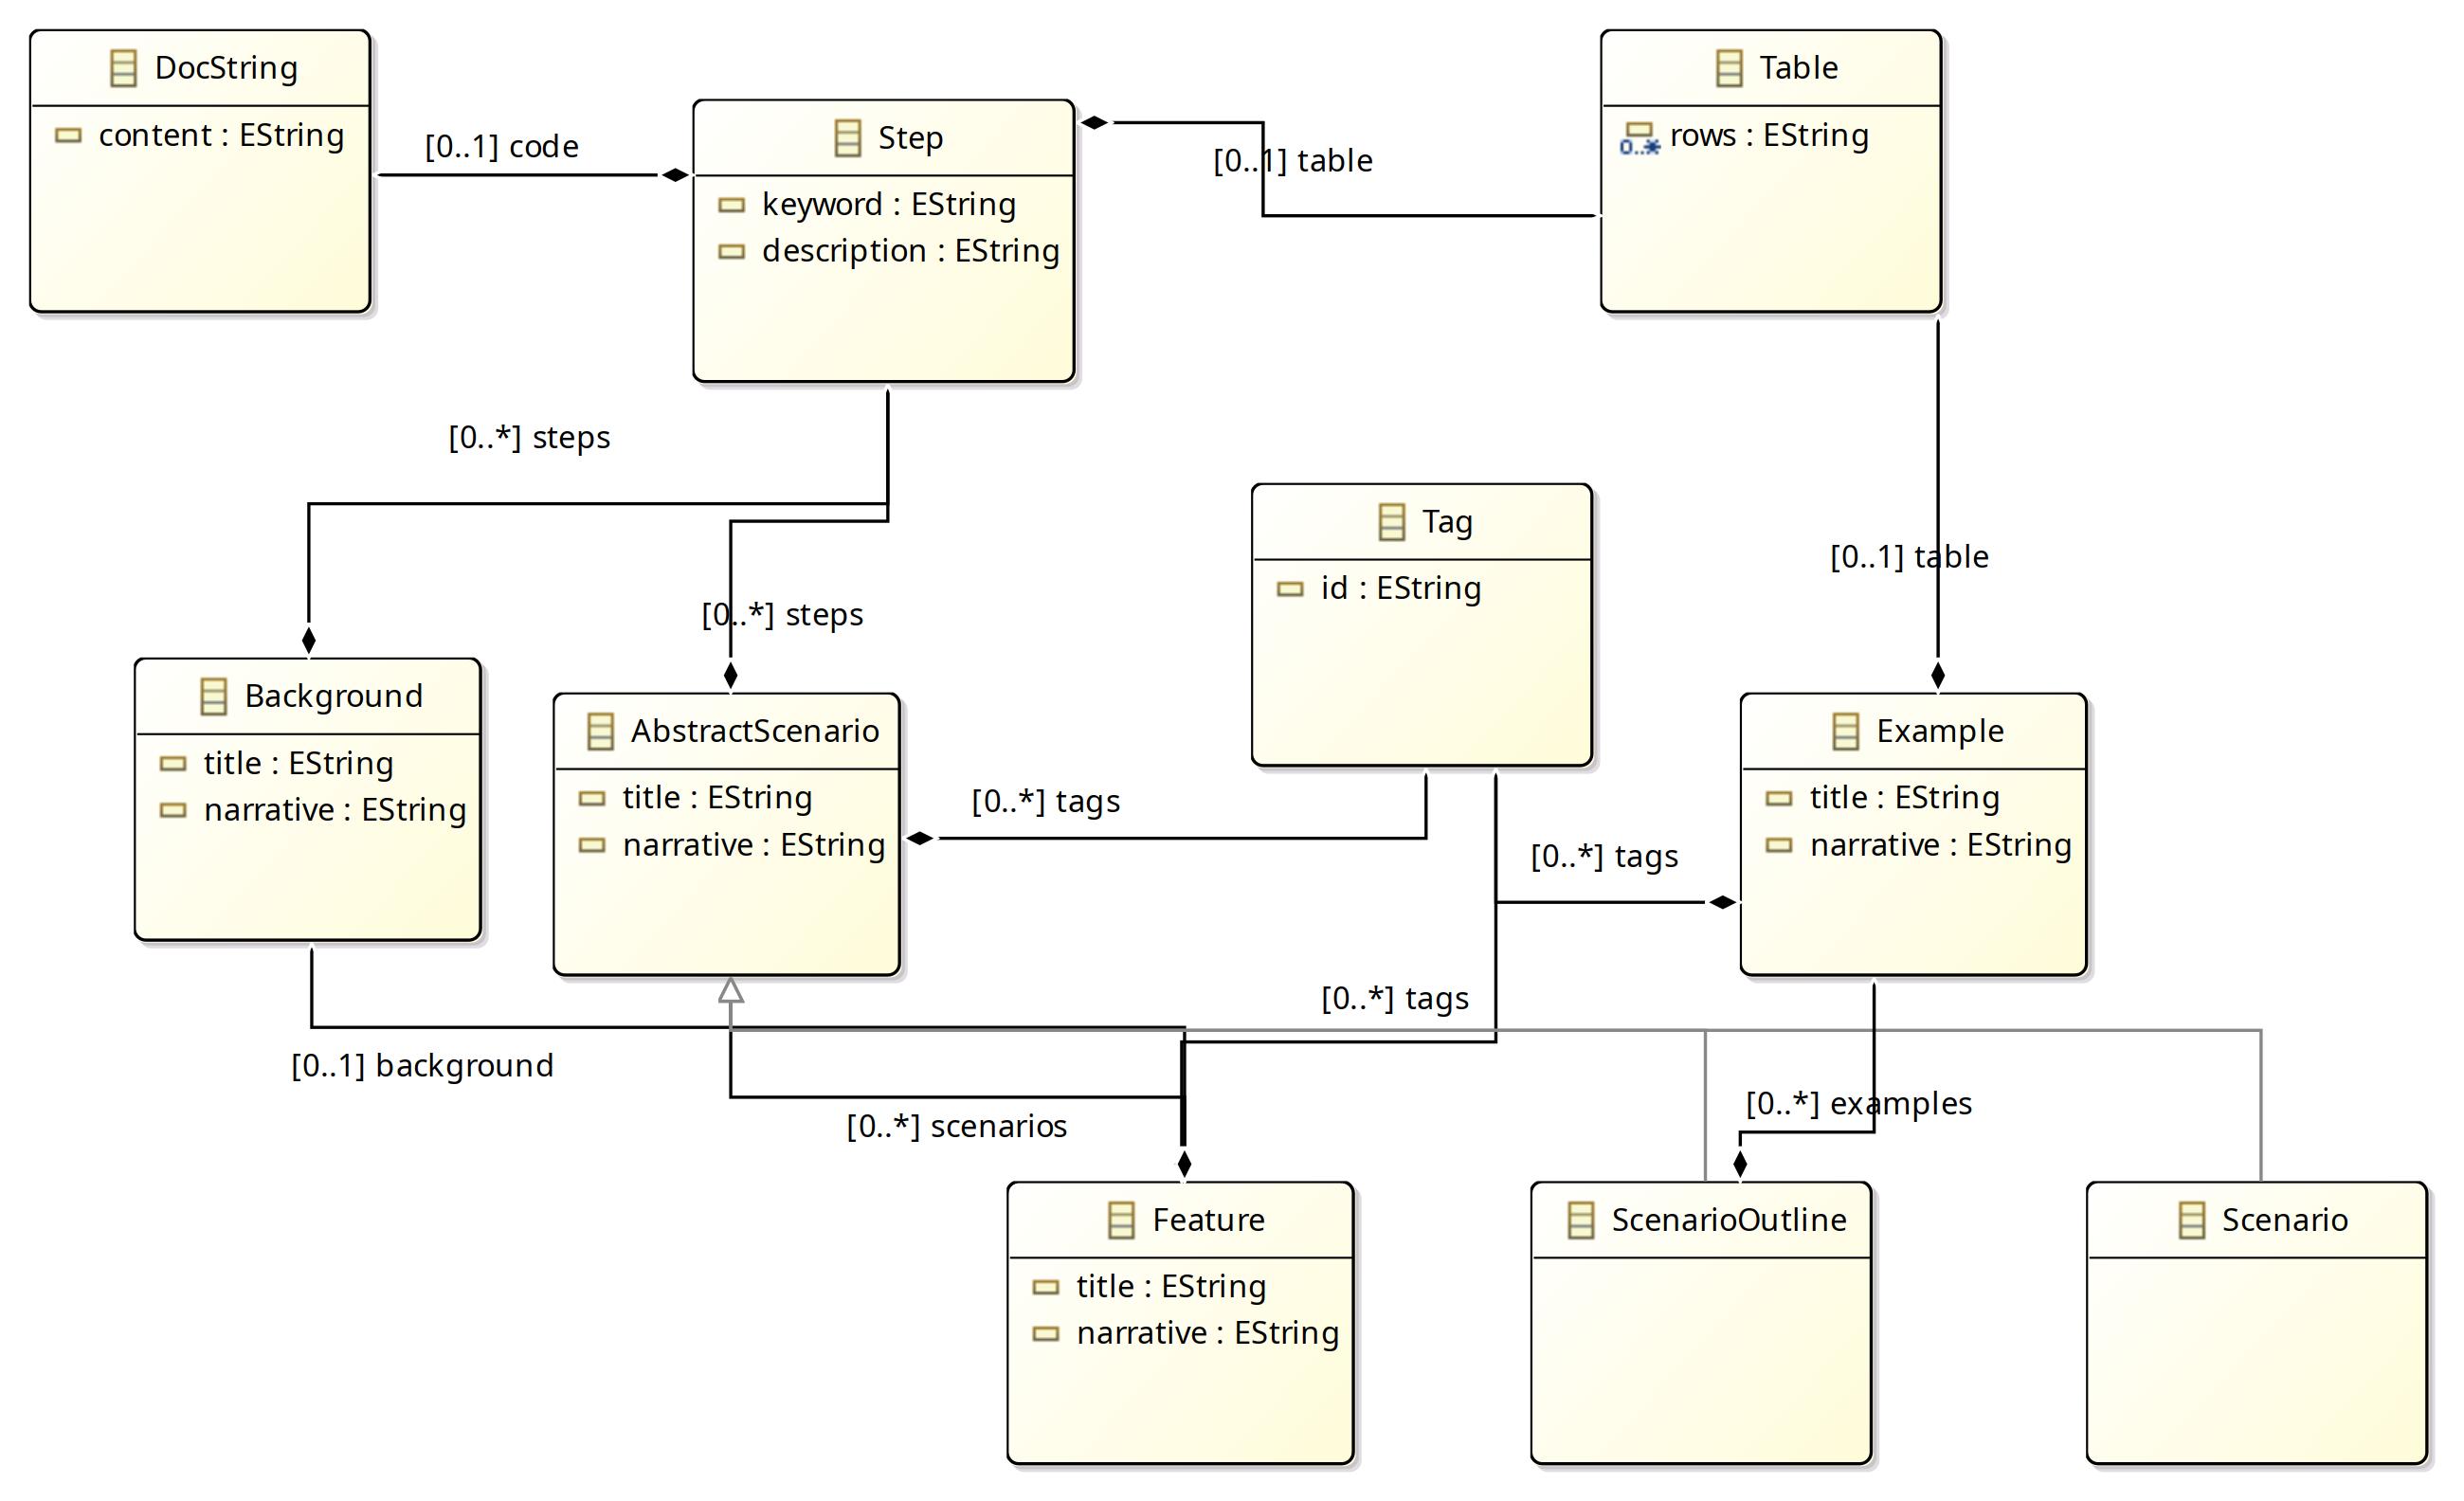 DocString
content : EString
[0..1] code
Step
keyword : EString
description : EString
[0..1] table
Table
0..*
rows : EString
[0..*] steps
[0..*] steps
Tag
id : EString
[0..1] table
Background
title : EString
narrative : EString
AbstractScenario
title : EString
narrative : EString
[0..*] tags
[0..*] tags
Example
title : EString
narrative : EString
[0..*] tags
[0..1] background
[0..*] scenarios
[0..*] examples
Feature
title : EString
narrative : EString
ScenarioOutline
Scenario